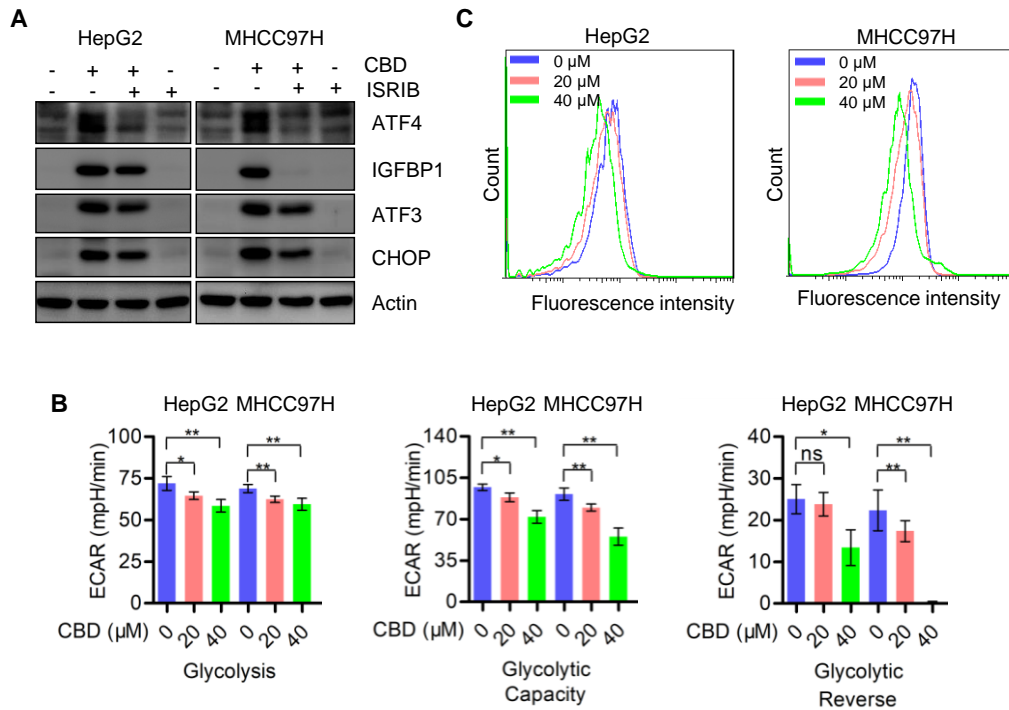 A
HepG2 MHCC97H
- + + - - + + - CBD
- - + + - - + + ISRIB
ATF4
IGFBP1
ATF3
CHOP
Actin
C
HepG2 MHCC97H
0 µM
20 µM
40 µM
Count
Fluorescence intensity
0 µM
20 µM
40 µM
Count
Fluorescence intensity
B
HepG2 MHCC97H
ECAR (mpH/min)
75
50
25
0
** **
* **
CBD (µM) 0 20 40 0 20 40
Glycolysis
HepG2 MHCC97H
ECAR (mpH/min)
140
105
70
35
0
** **
* **
CBD (µM) 0 20 40 0 20 40
Glycolytic
Capacity
HepG2 MHCC97H
ECAR (mpH/min)
40
30
20
10
0
* **
ns **
CBD (µM) 0 20 40 0 20 40
Glycolytic
Reverse